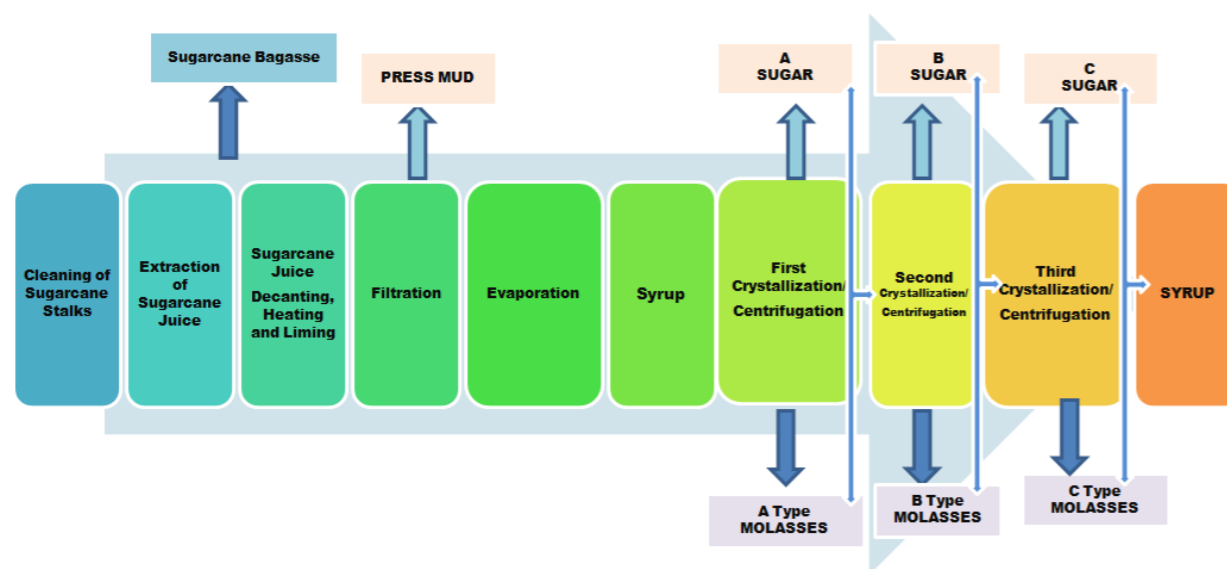 Sugarcane Bagasse
PRESS MUD
A
SUGAR
B
SUGAR
C
SUGAR
Cleaning of
Sugarcane
Stalks
Extraction
of
Sugarcane
Juice
Sugarcane
Juice
Decanting,
Heating
and Liming
Filtration
Evaporation
Syrup
First
Crystallization/
Centrifugation
Second
Crystallization/
Centrifugation
Third
Crystallization/
Centrifugation
SYRUP
A Type
MOLASSES
B Type
MOLASSES
C Type
MOLASSES